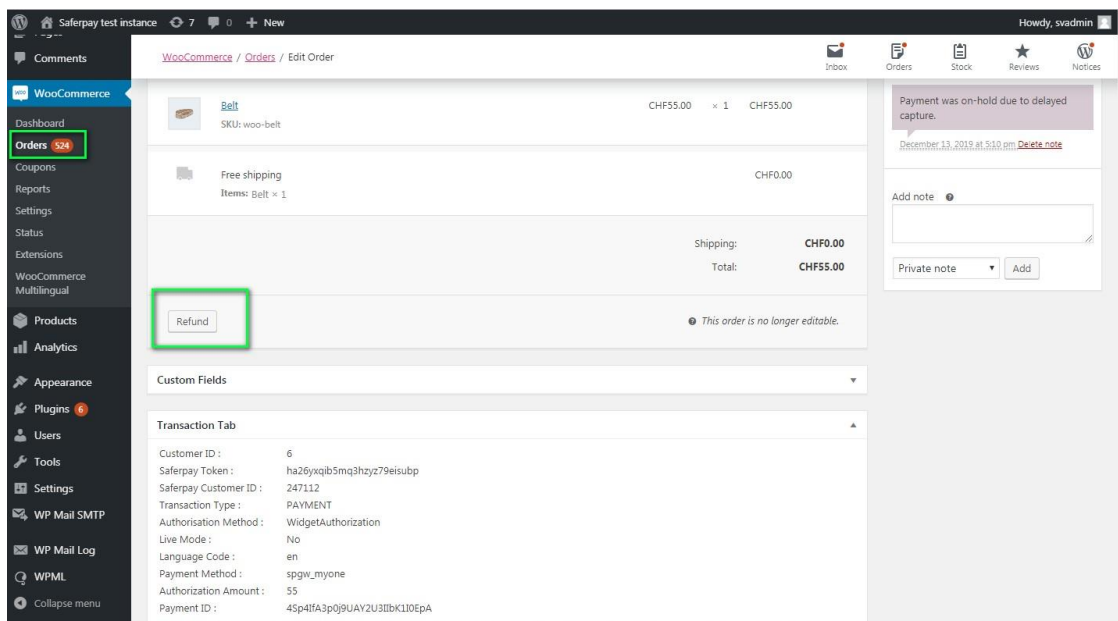 Saferpay test instance 7 0 + New
Howdy, svadmin
Comments
WooCommerce
Dashboard
Orders 524
Coupons
Reports
Settings
Status
Extensions
WooCommerce
Multilingual
Products
Analytics
Appearance
Plugins 6
Users
Tools
Settings
WP Mail SMTP
WP Mail Log
WPML
Collapse menu
WooCommerce / Orders / Edit Order
Inbox
Orders
Stock
Reviews
Notices
Belt CHF55.00 × 1 CHF55.00
SKU: woo-belt
Free shipping CHF0.00
Items: Belt × 1
Shipping: CHF0.00
Total: CHF55.00
Refund
This order is no longer editable.
Custom Fields
Transaction Tab
Customer ID : 6
Saferpay Token : ha26yxqib5mq3hzyz79eisubp
Saferpay Customer ID : 247112
Transaction Type : PAYMENT
Authorisation Method : WidgetAuthorization
Live Mode : No
Language Code : en
Payment Method : spgw_myone
Authorization Amount : 55
Payment was on-hold due to delayed
capture.
December 13, 2019 at 5:10 pm Delete note
Add note
Private note Add
Payment ID :